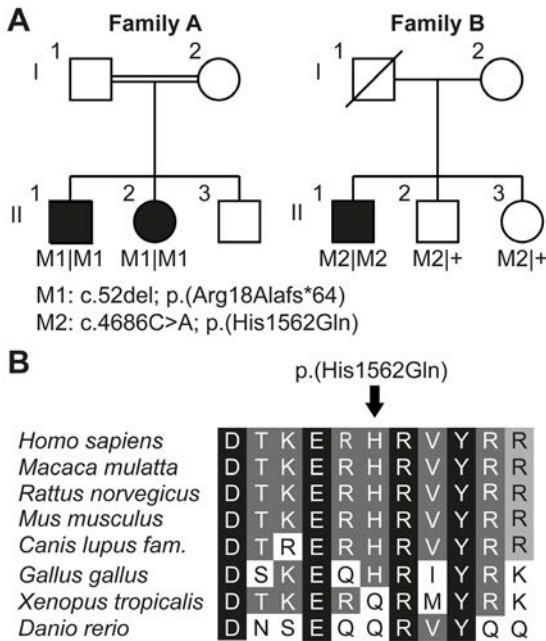 A
Family A
Family B
I
1
2
I
1
2
II
1
2
3
II
1
2
3
M1|M1
M1|M1
M2|M2
M2|+
M2|+
M1: c.52del; p.(Arg18Alafs*64)
M2: c.4686C>A; p.(His1562Gln)
B
p.(His1562Gln)
Homo sapiens D T K E R H R V Y R R
Macaca mulatta D T K E R H R V Y R R
Rattus norvegicus D T K E R H R V Y R R
Mus musculus D T K E R H R V Y R R
Canis lupus fam. D T R E R H R V Y R R
Gallus gallus D S K E Q H R I Y R K
Xenopus tropicalis D T K E R Q R M Y R K
Danio rerio D N S E Q Q R V Y Q Q